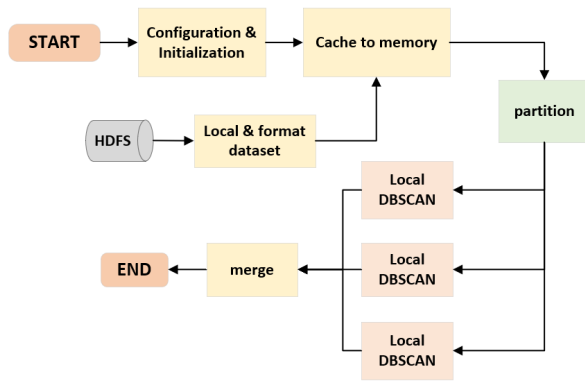 START
Configuration &
Initialization
Cache to memory
partition
HDFS
Local & format
dataset
Local
DBSCAN
Local
DBSCAN
Local
DBSCAN
merge
END